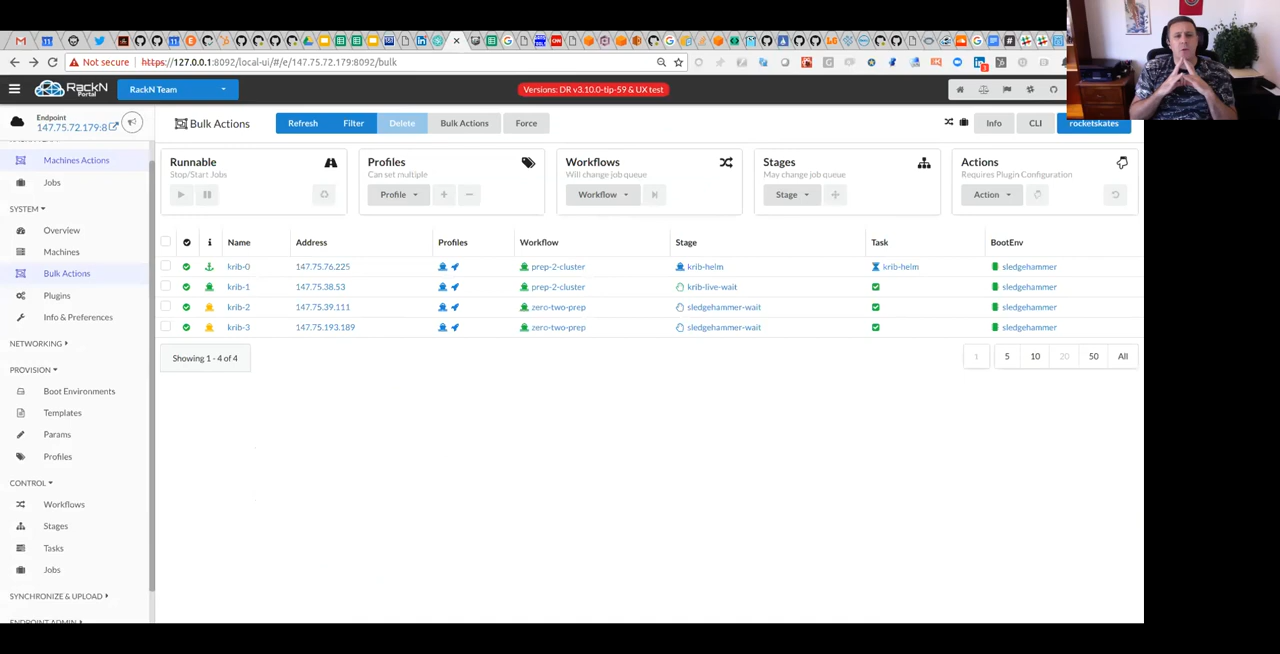 Not secure https://127.0.0.1:8092/local-ui/#/e/147.75.72.179:8092/bulk
RackN
Portal
RackN Team
Versions: DR v3.10.0-tip-59 & UX test
Endpoint
147.75.72.179:8
Bulk Actions
Refresh
Filter
Delete
Bulk Actions
Force
Info
CLI
rocketskates
Machines Actions
Jobs
SYSTEM
Overview
Machines
Bulk Actions
Plugins
Info & Preferences
NETWORKING
PROVISION
Boot Environments
Templates
Params
Profiles
CONTROL
Workflows
Stages
Tasks
Jobs
SYNCHRONIZE & UPLOAD
Runnable
Stop/Start Jobs
Profiles
Can set multiple
Profile
Workflows
Will change job queue
Workflow
Stages
May change job queue
Stage
Actions
Requires Plugin Configuration
Action
Name Address Profiles Workflow Stage Task BootEnv
krib-0 147.75.76.225 prep-2-cluster krib-helm krib-helm sledgehammer
krib-1 147.75.38.53 prep-2-cluster krib-live-wait sledgehammer
krib-2 147.75.39.111 zero-two-prep sledgehammer-wait sledgehammer
krib-3 147.75.193.189 zero-two-prep sledgehammer-wait sledgehammer
Showing 1 - 4 of 4
1 5 10 20 50 All